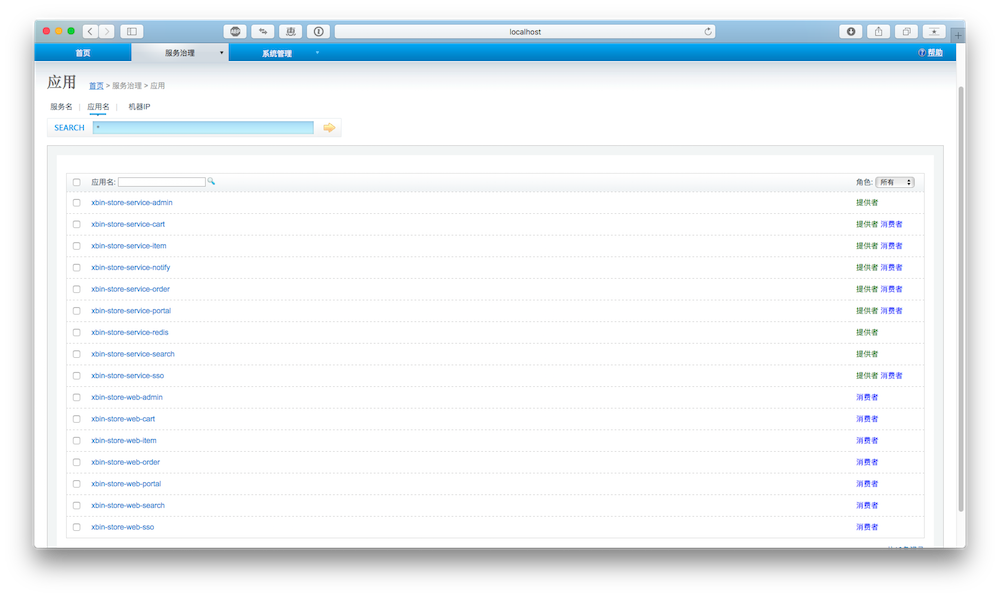 ABP
localhost
首页
服务治理
系统管理
帮助
应用 首页 > 服务治理 > 应用
服务名 | 应用名 | 机器IP
SEARCH *
应用名: 角色: 所有
xbin-store-service-admin 提供者
xbin-store-service-cart 提供者 消费者
xbin-store-service-item 提供者 消费者
xbin-store-service-notify 提供者 消费者
xbin-store-service-order 提供者 消费者
xbin-store-service-portal 提供者 消费者
xbin-store-service-redis 提供者
xbin-store-service-search 提供者
xbin-store-service-sso 提供者 消费者
xbin-store-web-admin 消费者
xbin-store-web-cart 消费者
xbin-store-web-item 消费者
xbin-store-web-order 消费者
xbin-store-web-portal 消费者
xbin-store-web-search 消费者
xbin-store-web-sso 消费者